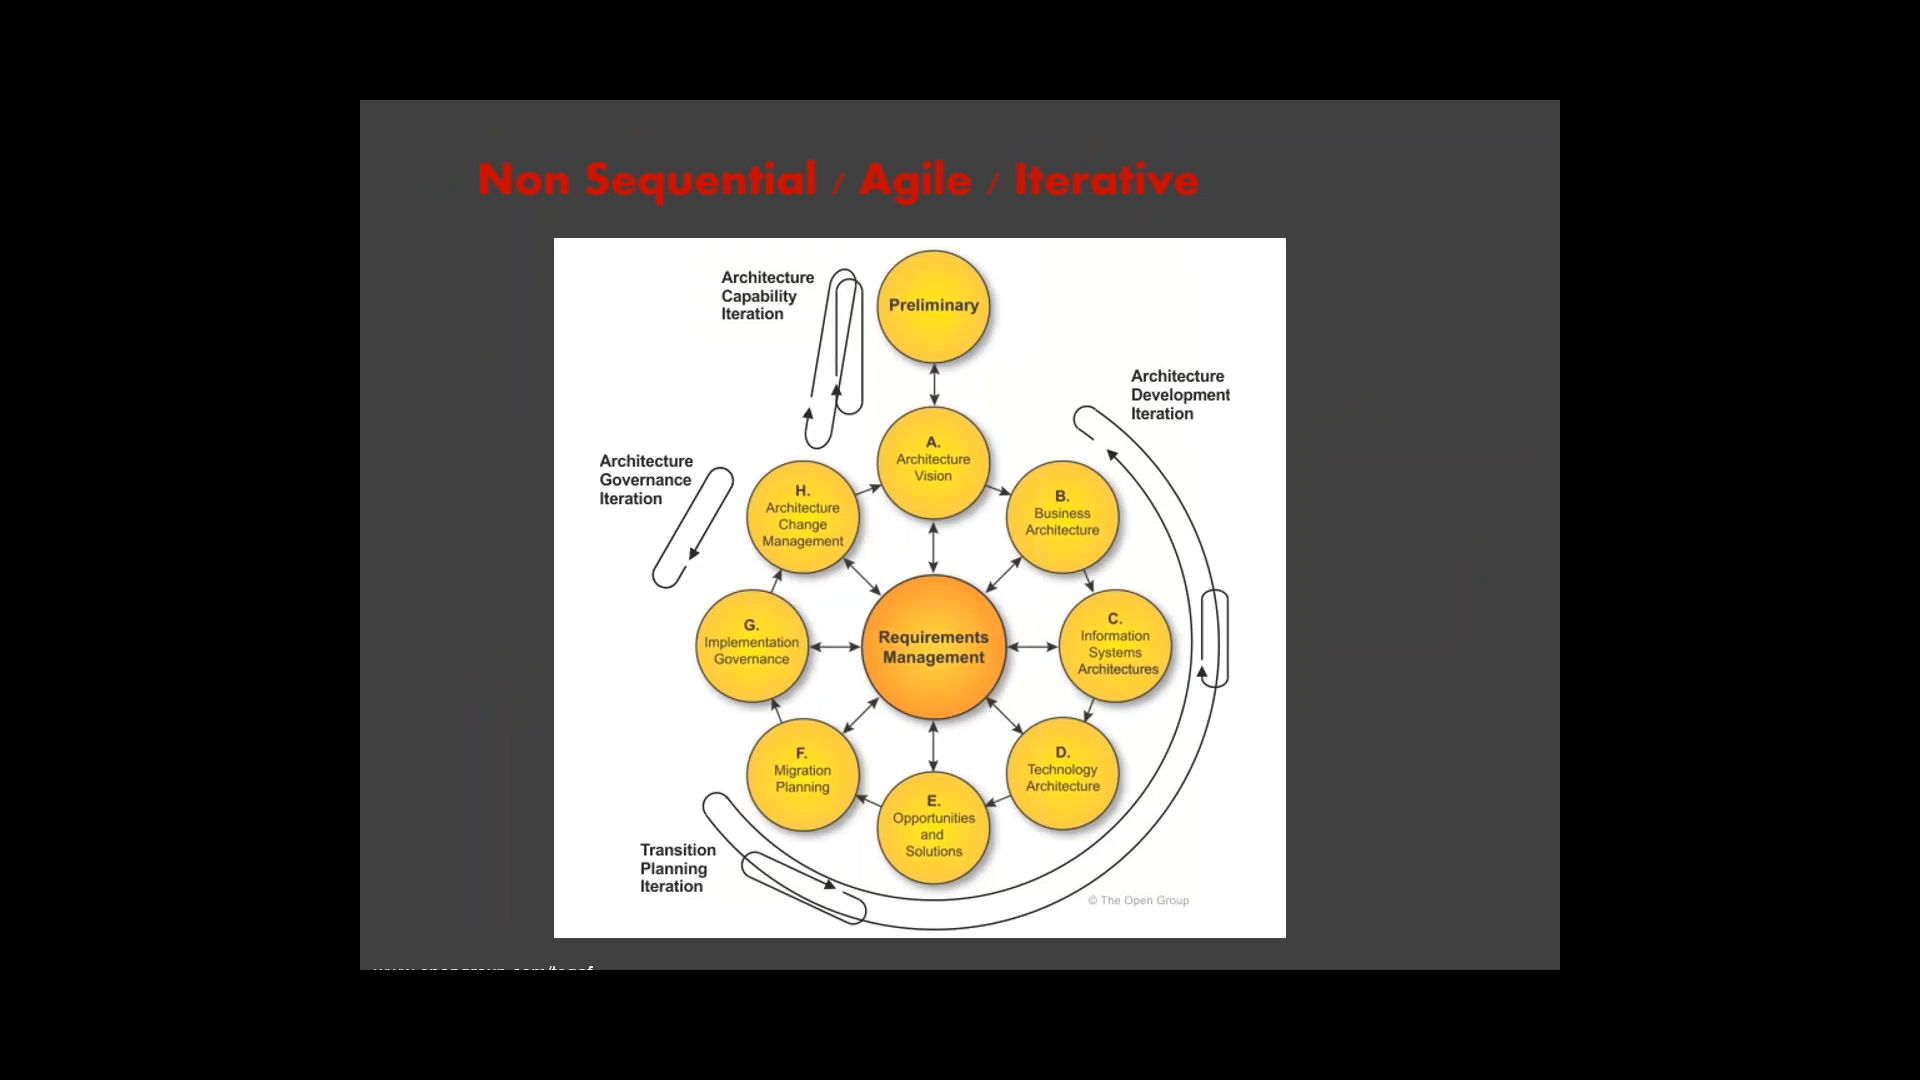 Non Sequential / Agile / Iterative
Architecture
Capability
Iteration
Preliminary
Architecture
Development
Iteration
A.
Architecture
Vision
Architecture
Governance
Iteration
H.
Architecture
Change
Management
B.
Business
Architecture
G.
Implementation
Governance
Requirements
Management
C.
Information
Systems
Architectures
F.
Migration
Planning
D.
Technology
Architecture
E.
Opportunities
and
Solutions
Transition
Planning
Iteration
© The Open Group